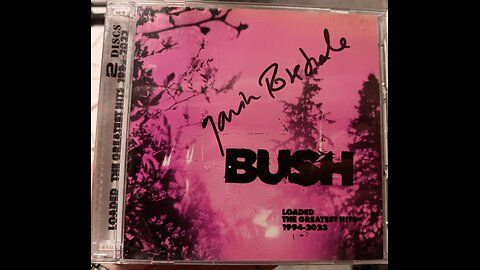 2 DISCS
LOADED THE GREATEST HITS 1994-2023
BUSH
LOADED
THE GREATEST HITS
1994-2023